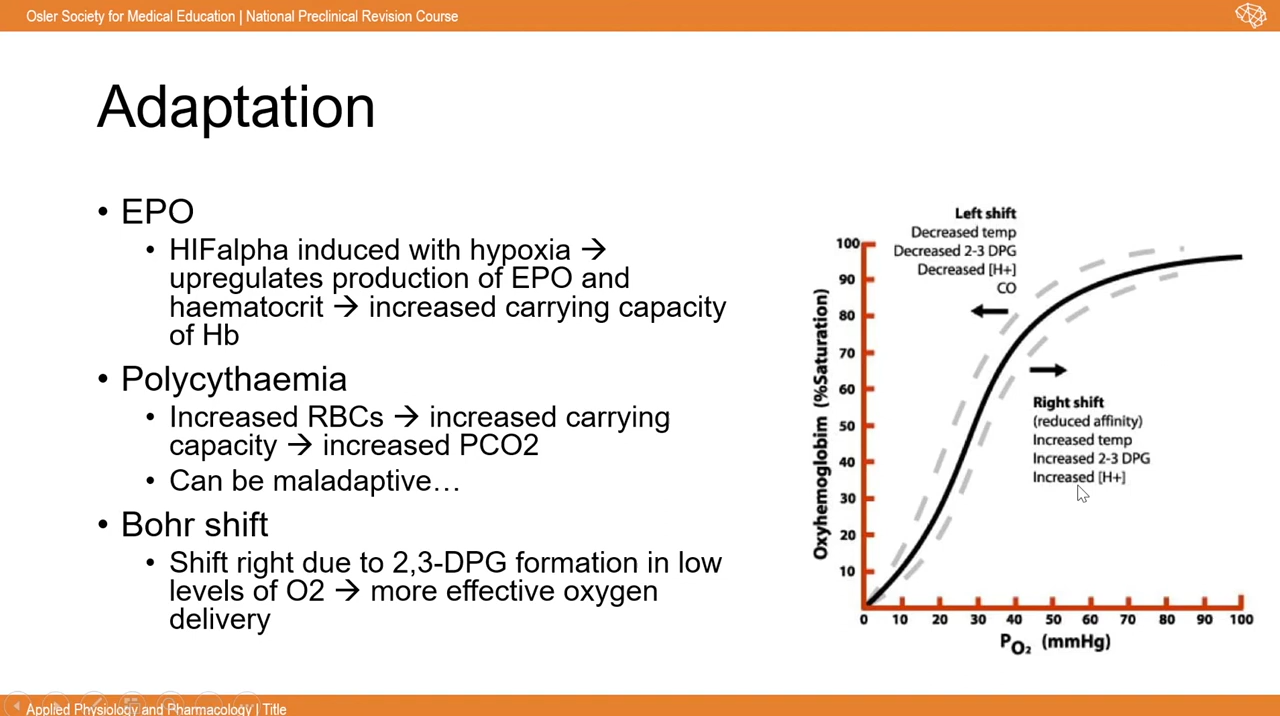 Osler Society for Medical Education | National Preclinical Revision Course
Adaptation
• EPO
• HIFalpha induced with hypoxia →
upregulates production of EPO and
haematocrit → increased carrying capacity
of Hb
• Polycythaemia
• Increased RBCs → increased carrying
capacity → increased PCO2
• Can be maladaptive…
• Bohr shift
• Shift right due to 2,3-DPG formation in low
levels of O2 → more effective oxygen
delivery
Left shift
Decreased temp
Decreased 2-3 DPG
Decreased [H+]
CO
Right shift
(reduced affinity)
Increased temp
Increased 2-3 DPG
Increased [H+]
Oxyhemoglobim (%Saturation)
100
90
80
70
60
50
40
30
20
10
0 10 20 30 40 50 60 70 80 90 100
PO₂ (mmHg)
Applied Physiology and Pharmacology | Title